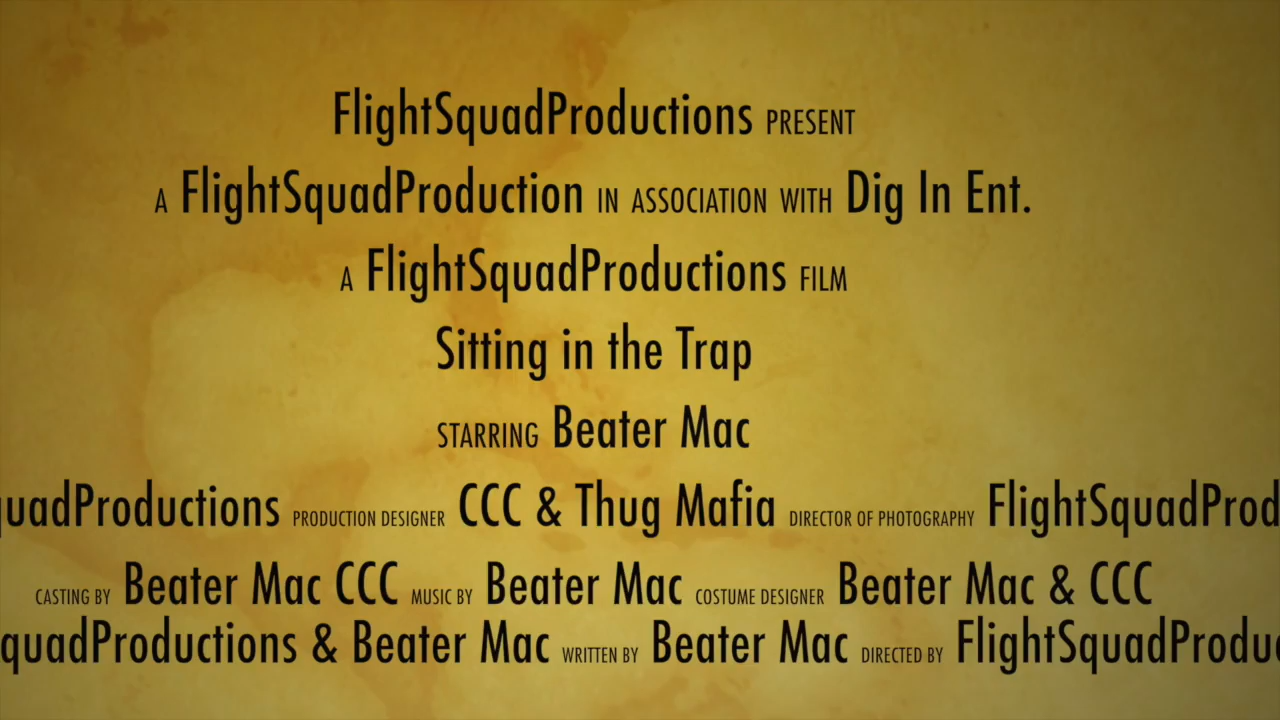 FlightSquadProductions PRESENT
A FlightSquadProduction IN ASSOCIATION WITH Dig In Ent.
A FlightSquadProductions FILM
Sitting in the Trap
STARRING Beater Mac
quadProductions PRODUCTION DESIGNER CCC & Thug Mafia DIRECTOR OF PHOTOGRAPHY FlightSquadProd
CASTING BY Beater Mac CCC MUSIC BY Beater Mac COSTUME DESIGNER Beater Mac & CCC
squadProductions & Beater Mac WRITTEN BY Beater Mac DIRECTED BY FlightSquadProdu